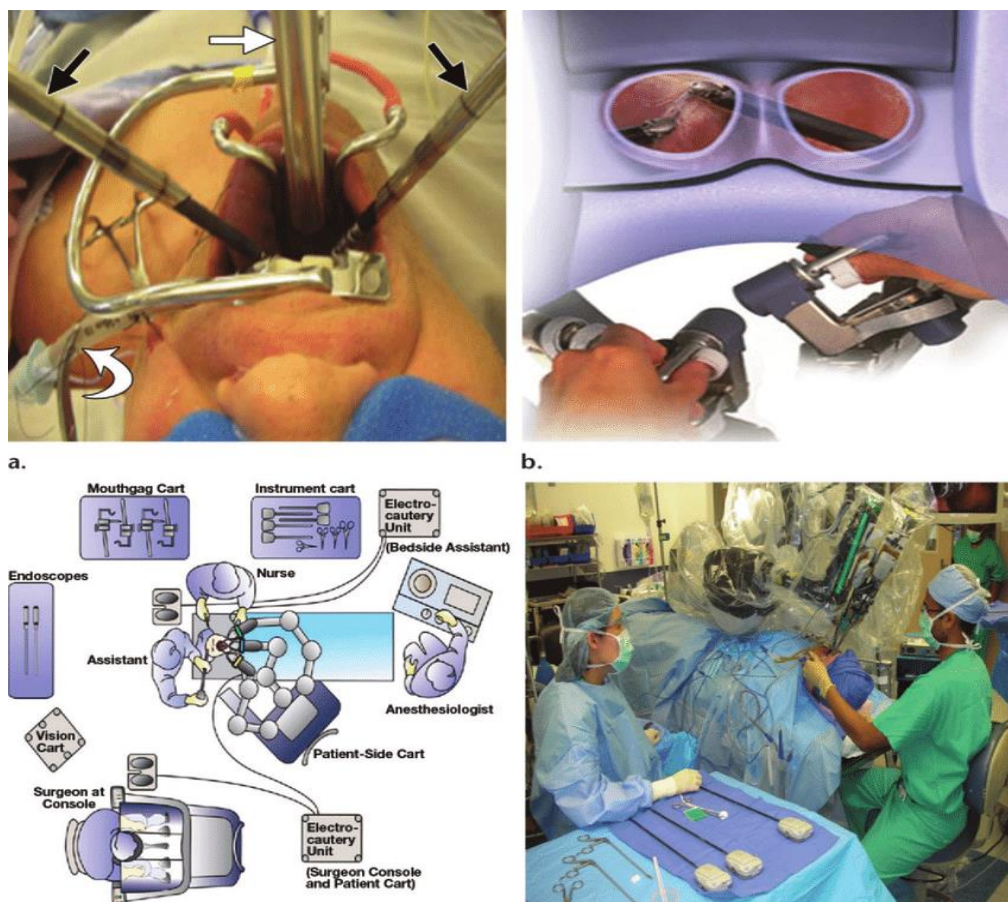 a.
b.
Mouthgag Cart
Instrument cart
Electro-
cautery
Unit
(Bedside Assistant)
Endoscopes
Nurse
Assistant
Anesthesiologist
Vision
Cart
Patient-Side Cart
Surgeon at
Console
Electro-
cautery
Unit
(Surgeon Console
and Patient Cart)